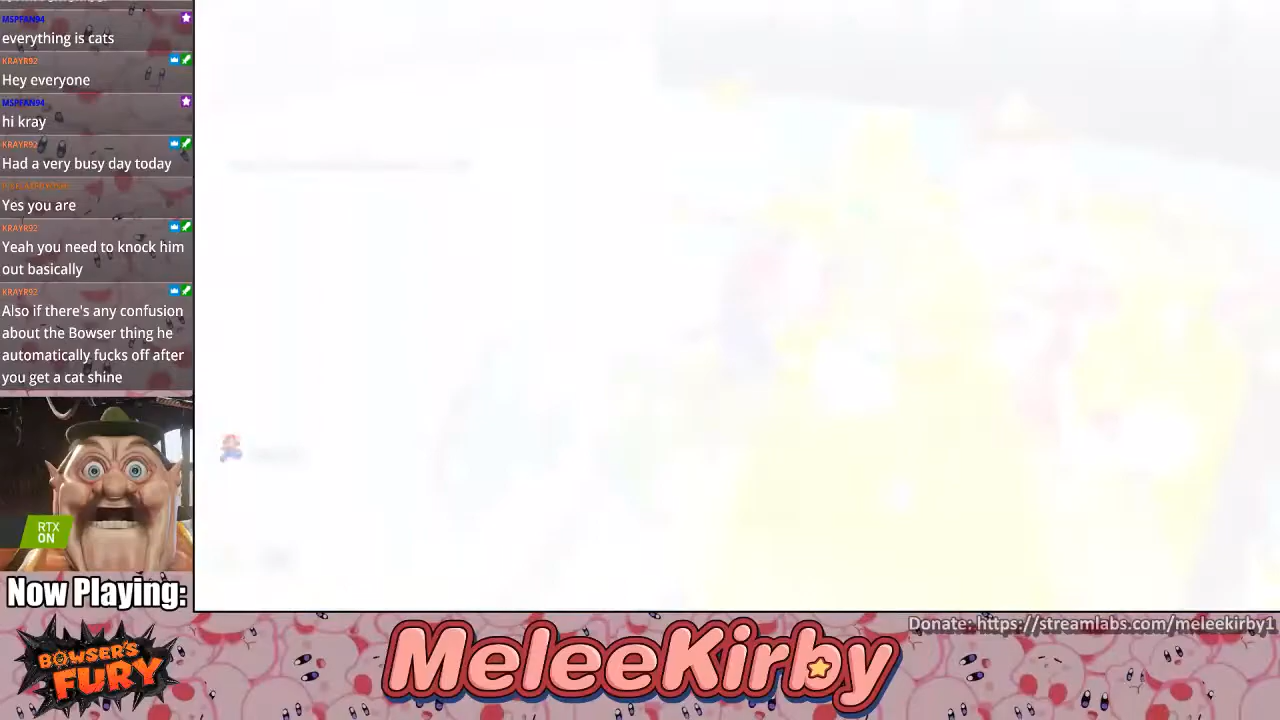 MSPFAN94
everything is cats
KRAYR92
Hey everyone
MSPFAN94
hi kray
KRAYR92
Had a very busy day today
Yes you are
KRAYR92
Yeah you need to knock him
out basically
KRAYR92
Also if there's any confusion
about the Bowser thing he
automatically fucks off after
you get a cat shine
RTX
ON
Now Playing:
BOWSER'S
FURY
MeleeKirby
Donate: https://streamlabs.com/meleekirby1